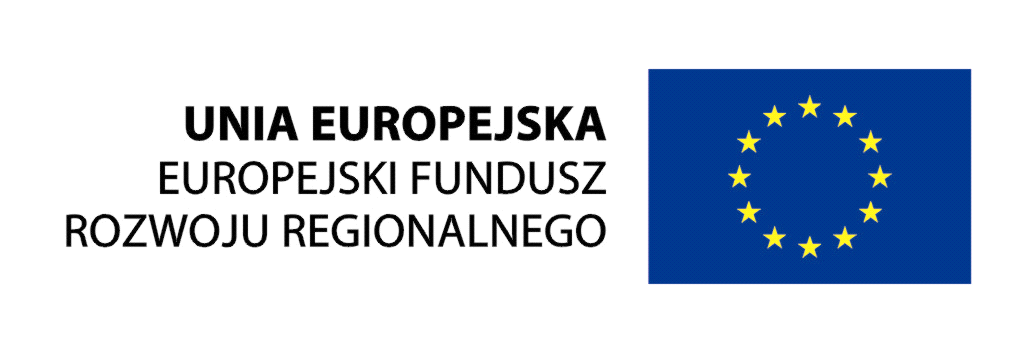 UNIA EUROPEJSKA
EUROPEJSKI FUNDUSZ
ROZWOJU REGIONALNEGO